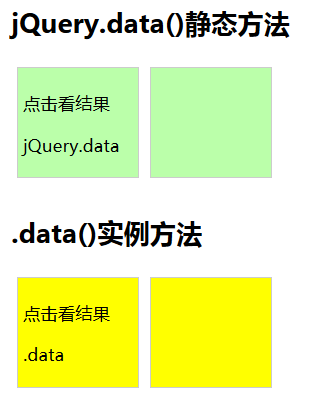 jQuery.data()静态方法
点击看结果
jQuery.data
.data()实例方法
点击看结果
.data